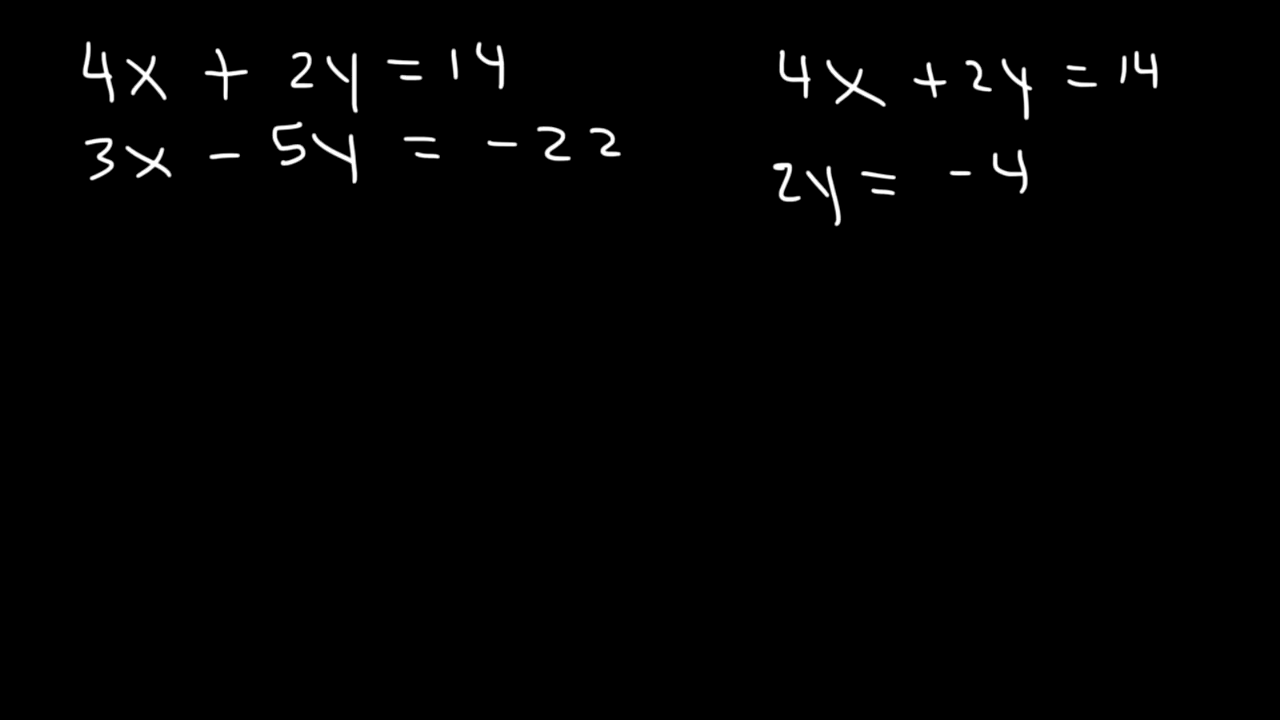 4x + 2y = 14
3x - 5y = -22
4x + 2y = 14
2y = -4